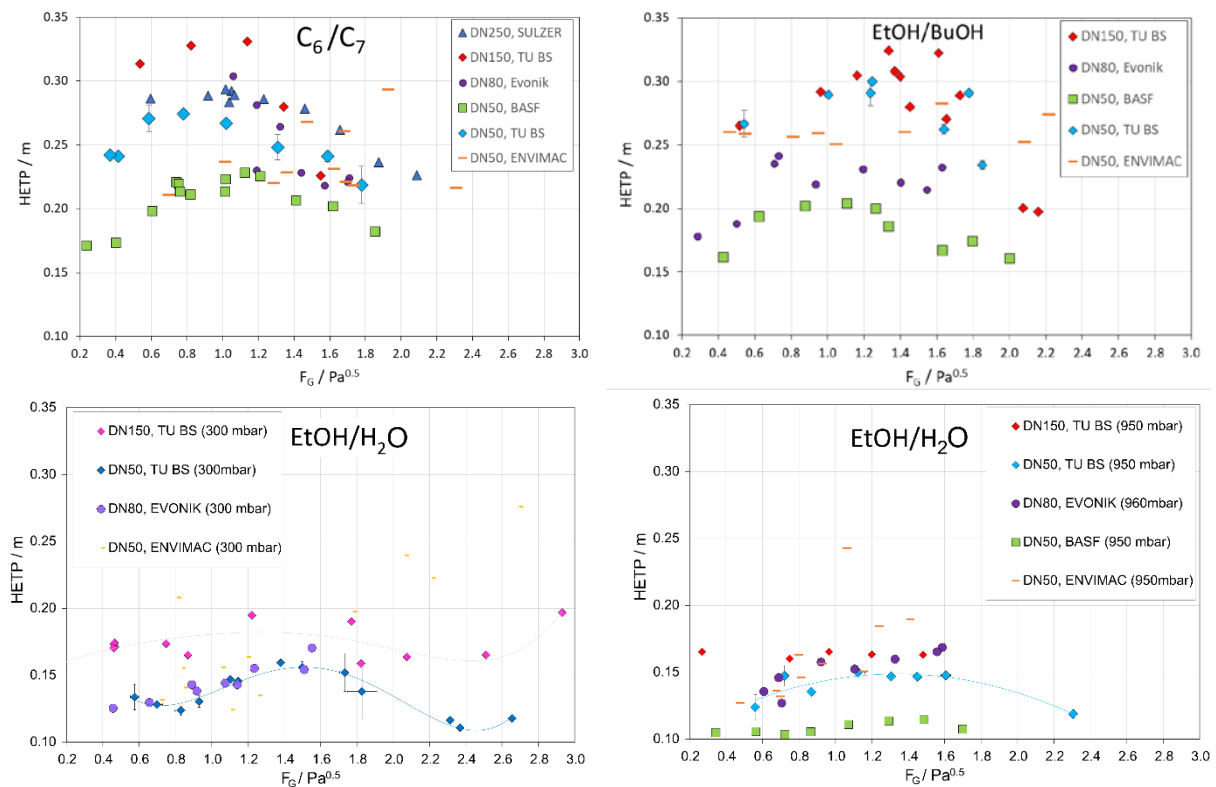 C6/C7
HETP / m
0.35
0.30
0.25
0.20
0.15
0.10
DN250, SULZER
DN150, TU BS
DN80, Evonik
DN50, BASF
DN50, TU BS
DN50, ENVIMAC
0.2 0.4 0.6 0.8 1.0 1.2 1.4 1.6 1.8 2.0 2.2 2.4 2.6 2.8 3.0
FG / Pa0.5
EtOH/BuOH
HETP / m
0.35
0.30
0.25
0.20
0.15
0.10
DN150, TU BS
DN80, Evonik
DN50, BASF
DN50, TU BS
DN50, ENVIMAC
0.2 0.4 0.6 0.8 1.0 1.2 1.4 1.6 1.8 2.0 2.2 2.4 2.6 2.8 3.0
FG / Pa0.5
EtOH/H2O
HETP / m
0.35
0.30
0.25
0.20
0.15
0.10
DN150, TU BS (300 mbar)
DN50, TU BS (300mbar)
DN80, EVONIK (300 mbar)
DN50, ENVIMAC (300 mbar)
0.2 0.4 0.6 0.8 1.0 1.2 1.4 1.6 1.8 2.0 2.2 2.4 2.6 2.8 3.0
FG / Pa0.5
EtOH/H2O
HETP / m
0.35
0.30
0.25
0.20
0.15
0.10
DN150, TU BS (950 mbar)
DN50, TU BS (950 mbar)
DN80, EVONIK (960mbar)
DN50, BASF (950 mbar)
DN50, ENVIMAC (950mbar)
0.2 0.4 0.6 0.8 1.0 1.2 1.4 1.6 1.8 2.0 2.2 2.4 2.6 2.8 3.0
FG / Pa0.5